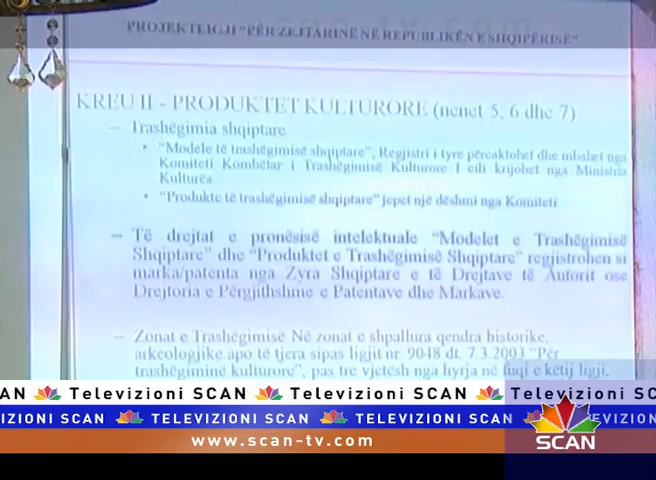 scan-tv.com
PROJEKTLIGJI "PËR ZEJTARINË NË REPUBLIKËN E SHQIPËRISË"
KREU II - PRODUKTET KULTURORE (nenet 5, 6 dhe 7)
– Trashëgimia shqiptare
• "Modele të trashëgimisë shqiptare", Regjistri i tyre përcaktohet dhe mbahet nga
Komiteti Kombëtar i Trashëgimisë Kulturore I cili krijohet nga Ministria
Kulturës
• "Produkte të trashëgimisë shqiptare" jepet një dëshmi nga Komiteti
– Të drejtat e pronësisë intelektuale "Modelet e Trashëgimisë
Shqiptare" dhe "Produktet e Trashëgimisë Shqiptare" regjistrohen si
marka/patenta nga Zyra Shqiptare e të Drejtave të Autorit ose
Drejtoria e Përgjithshme e Patentave dhe Markave.
– Zonat e Trashëgimisë Në zonat e shpallura qendra historike,
arkeologjike apo të tjera sipas ligjit nr. 9048 dt. 7.3.2003 "Për
trashëgiminë kulturore", pas tre vjetësh nga hyrja në fuqi e këtij ligji,
AN Televizioni SCAN Televizioni SCAN Televizioni SC
IZIONI SCAN TELEVIZIONI SCAN TELEVIZIONI SCAN EVIZIONI
www.scan-tv.com
SCAN